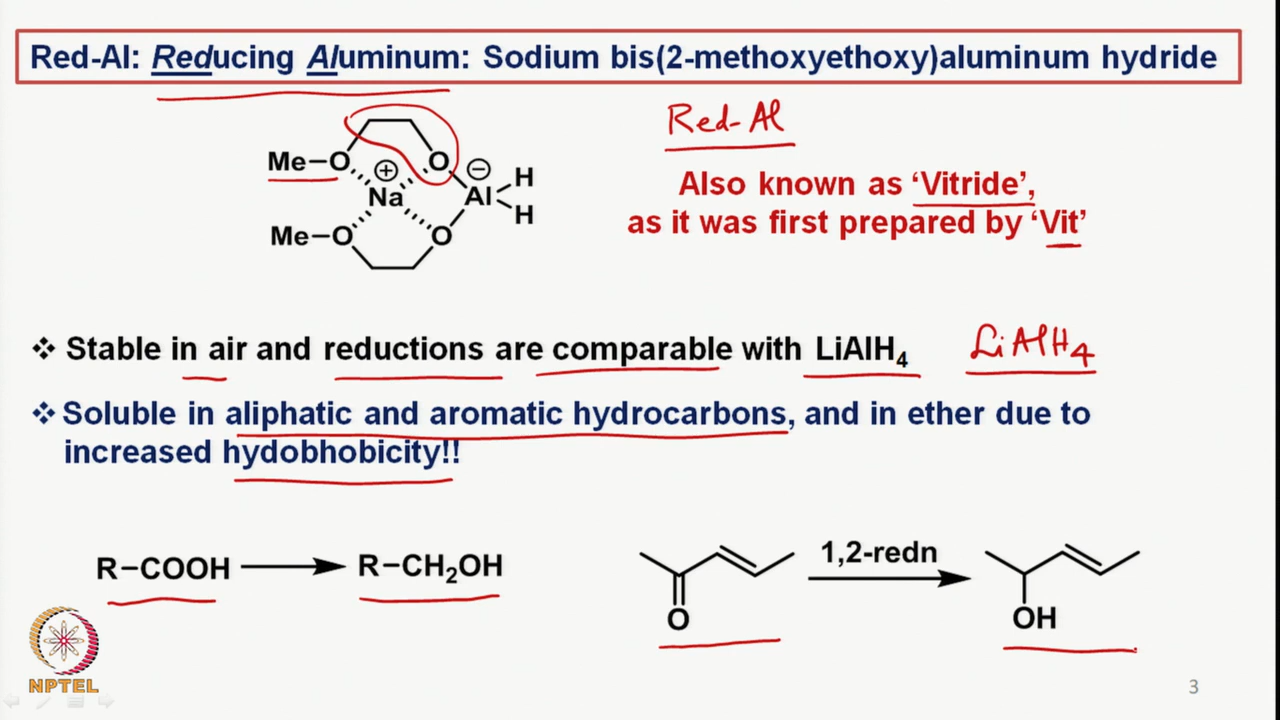 Red-Al: Reducing Aluminum: Sodium bis(2-methoxyethoxy)aluminum hydride
Red-Al
Me–O O ⊖ H
⊕
Na Al
H
Me–O O
Also known as ‘Vitride’,
as it was first prepared by ‘Vit’
❖ Stable in air and reductions are comparable with LiAlH₄ LiAlH₄
❖ Soluble in aliphatic and aromatic hydrocarbons, and in ether due to
increased hydobhobicity!!
R–COOH R–CH₂OH
1,2-redn
O OH
NPTEL
3